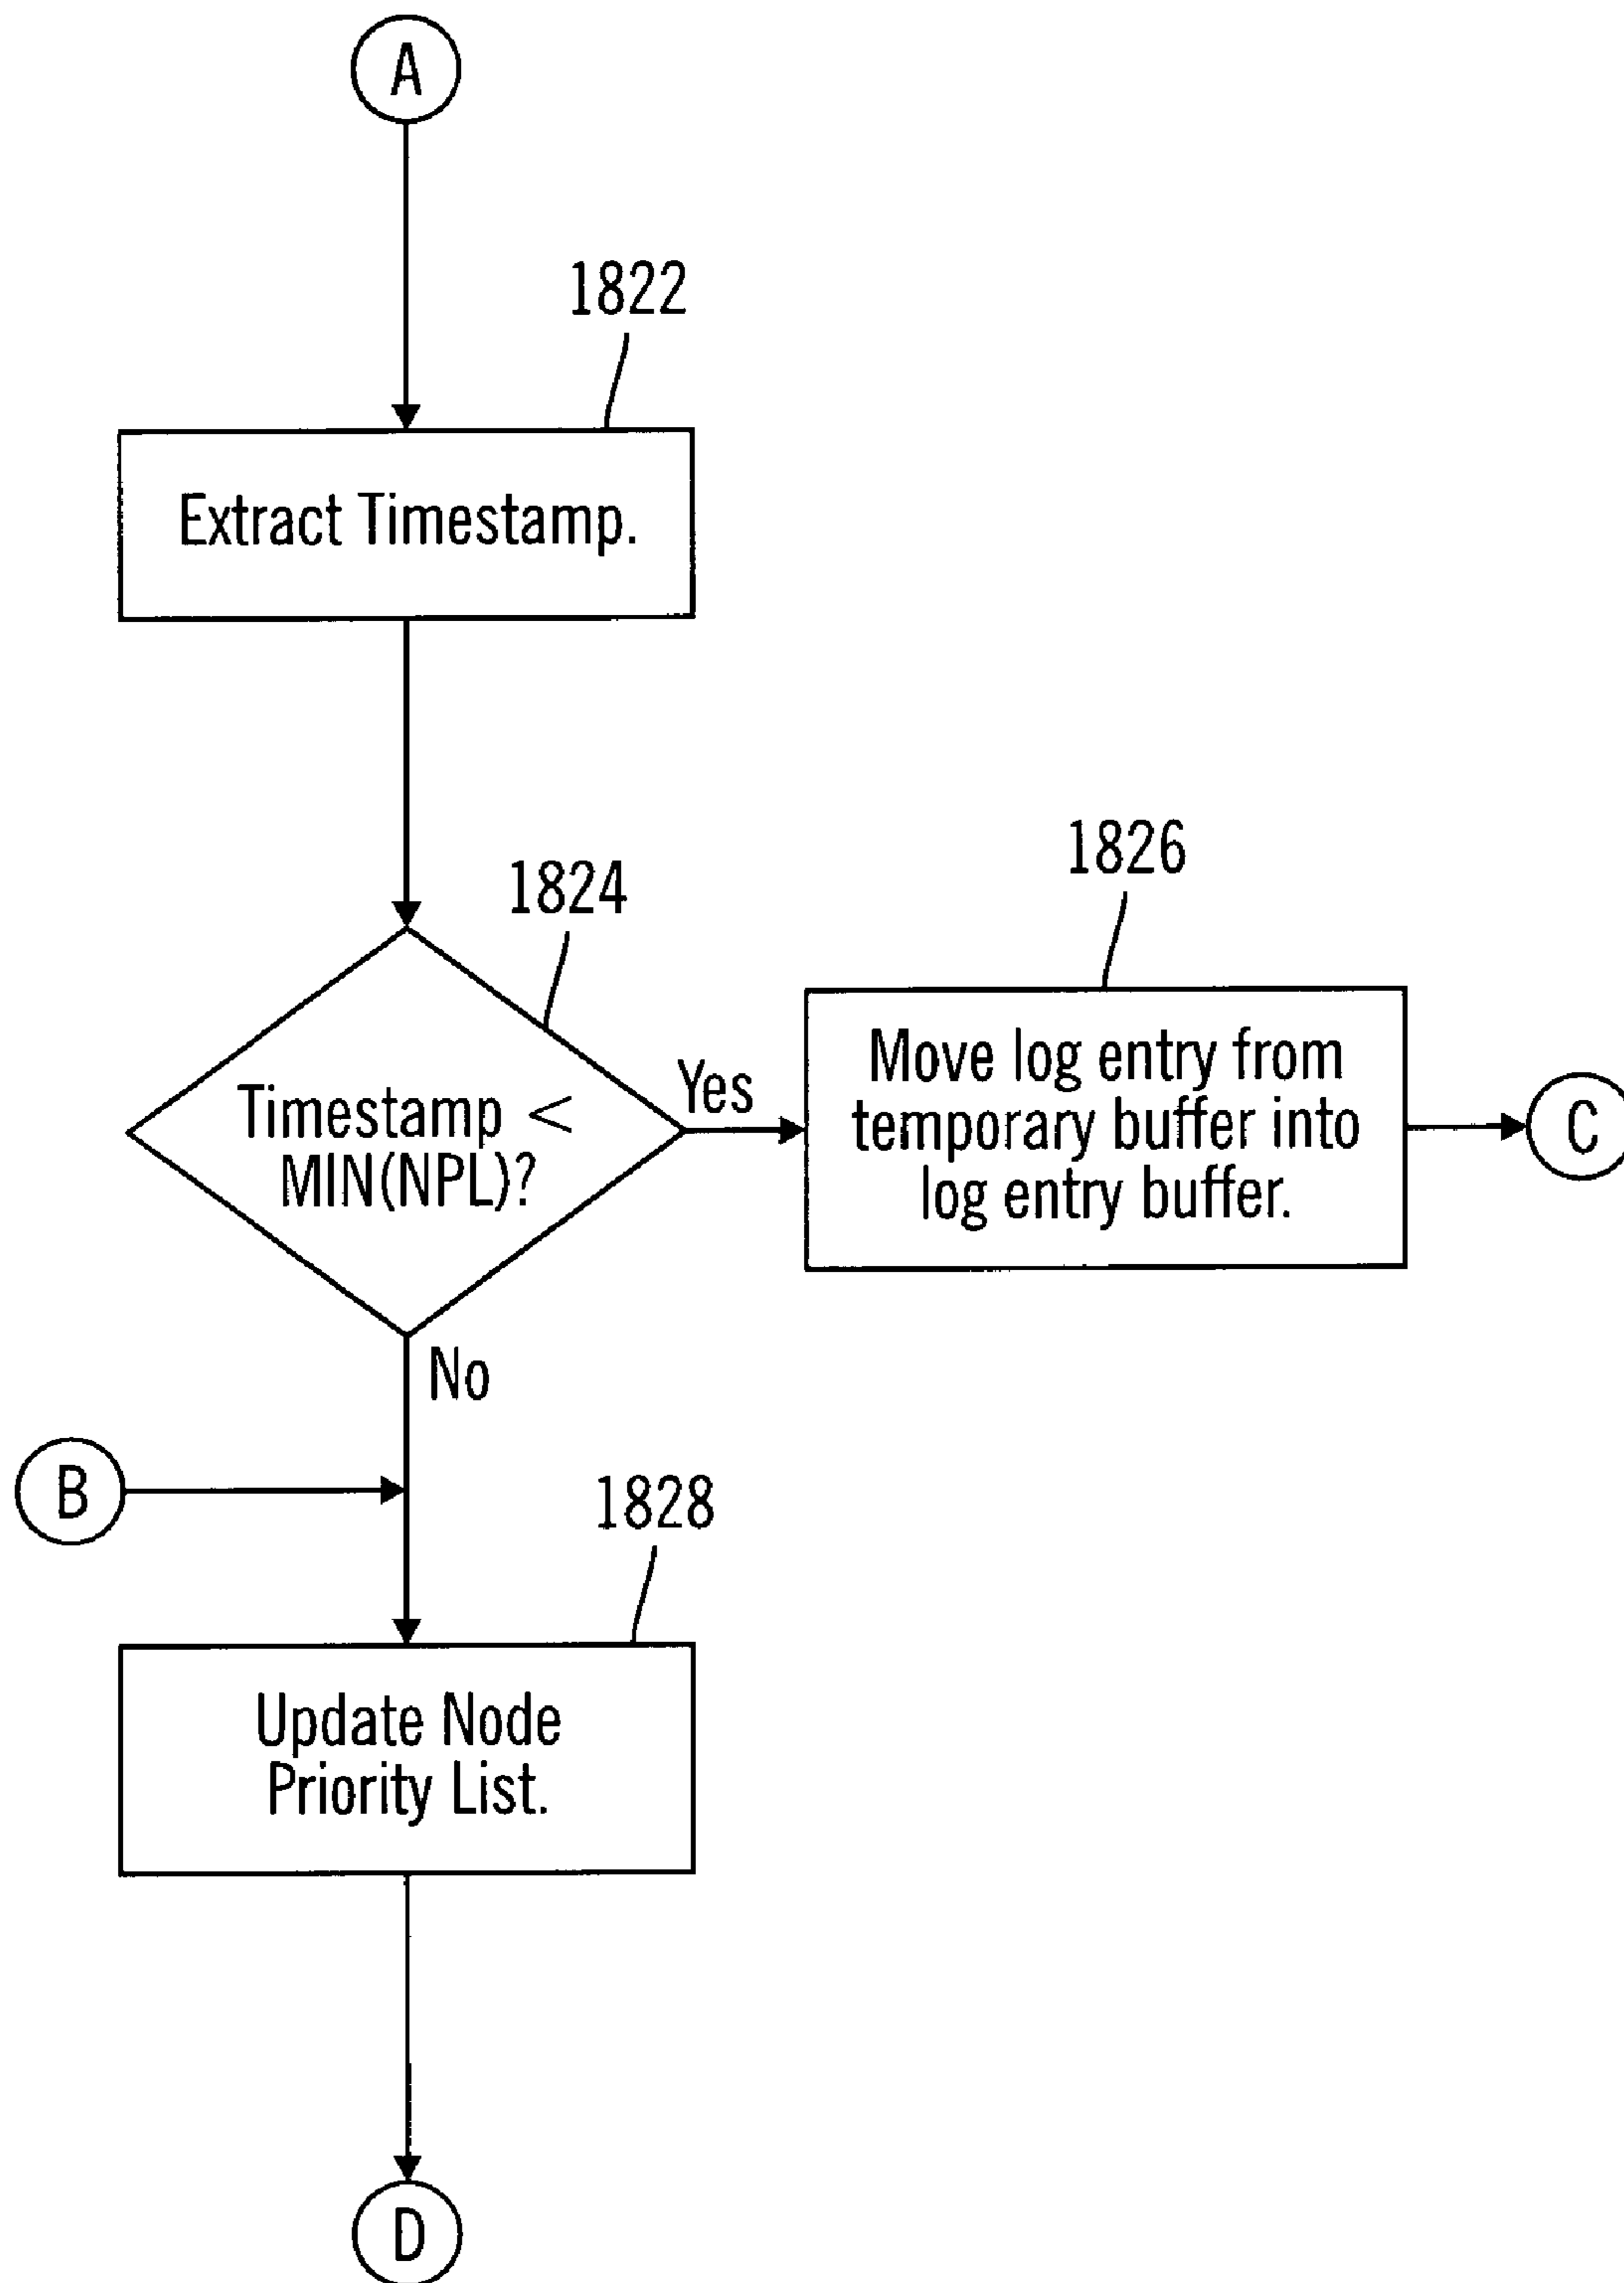 A
1822
Extract Timestamp.
1824
1826
Timestamp <
MIN(NPL)?
Yes
Move log entry from
temporary buffer into
log entry buffer.
C
No
B
1828
Update Node
Priority List.
D